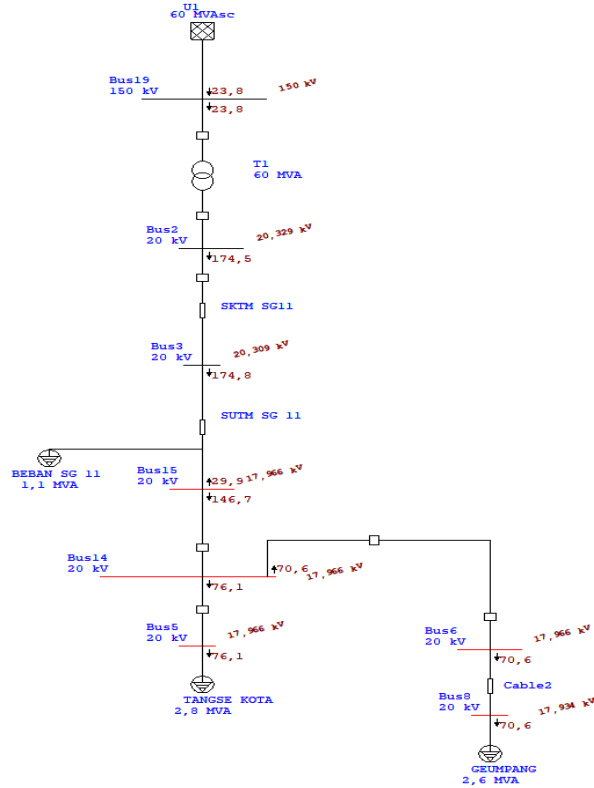 U1
60 MVAsc
Bus19
150 kV
23,8
150 kV
23,8
T1
60 MVA
Bus2
20 kV
20,329 kV
174,5
SKTM SG11
Bus3
20 kV
20,309 kV
174,8
SUTM SG 11
BEBAN SG 11
1,1 MVA
Bus15
20 kV
29,9
17,966 kV
146,7
Bus14
20 kV
70,6
17,966 kV
76,1
Bus5
20 kV
17,966 kV
76,1
TANGSE KOTA
2,8 MVA
Bus6
20 kV
17,966 kV
70,6
Cable2
Bus8
20 kV
17,934 kV
70,6
GEUMPANG
2,6 MVA